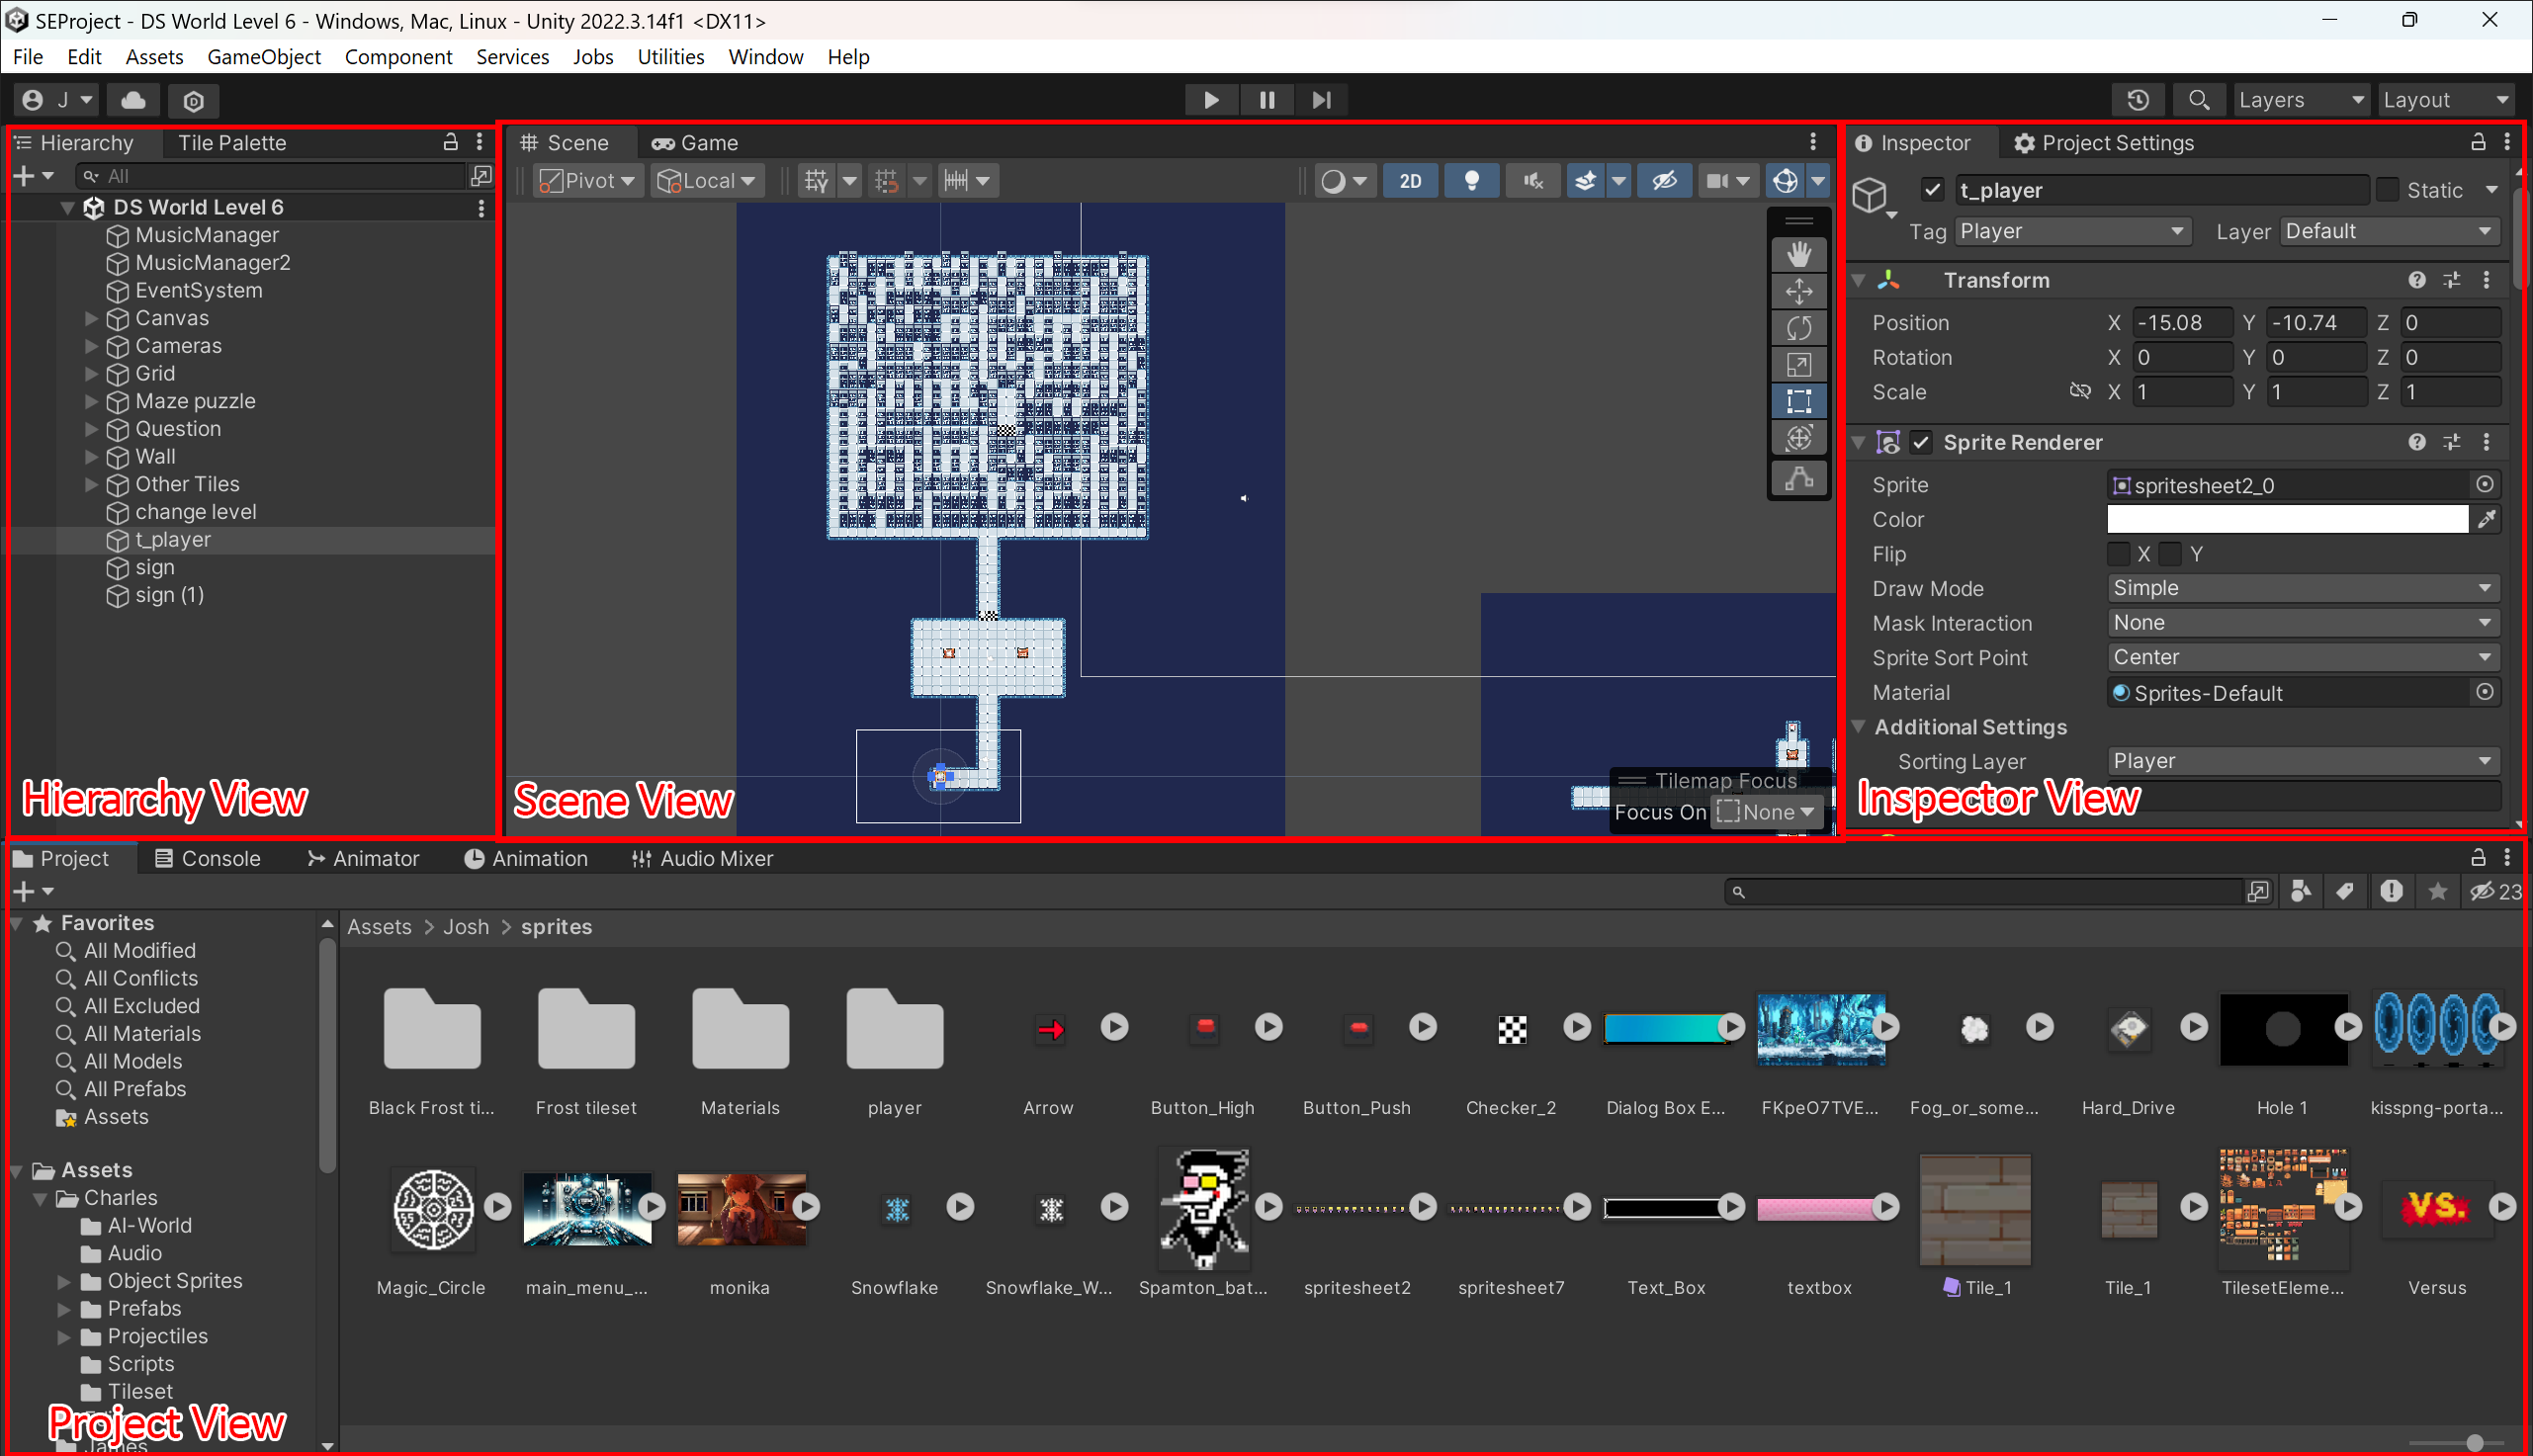 SEProject - DS World Level 6 - Windows, Mac, Linux - Unity 2022.3.14f1 <DX11>
File Edit Assets GameObject Component Services Jobs Utilities Window Help
J Layers Layout
Hierarchy Tile Palette
All
DS World Level 6
MusicManager
MusicManager2
EventSystem
Canvas
Cameras
Grid
Maze puzzle
Question
Wall
Other Tiles
change level
t_player
sign
sign (1)
Hierarchy View
Scene Game
Pivot Local 2D
Tilemap Focus
Focus On None
Scene View
Inspector Project Settings
t_player Static
Tag Player Layer Default
Transform
Position X -15.08 Y -10.74 Z 0
Rotation X 0 Y 0 Z 0
Scale X 1 Y 1 Z 1
Sprite Renderer
Sprite spritesheet2_0
Color
Flip X Y
Draw Mode Simple
Mask Interaction None
Sprite Sort Point Center
Material Sprites-Default
Additional Settings
Sorting Layer Player
Inspector View
Project Console Animator Animation Audio Mixer
23
Favorites
All Modified
All Conflicts
All Excluded
All Materials
All Models
All Prefabs
Assets
Assets
Charles
AI-World
Audio
Object Sprites
Prefabs
Projectiles
Scripts
Tileset
Project View
James
Assets > Josh > sprites
Black Frost ti... Frost tileset Materials player Arrow Button_High Button_Push Checker_2 Dialog Box E... FKpeO7TVE... Fog_or_some... Hard_Drive Hole 1 kisspng-porta...
VS.
Magic_Circle main_menu_... monika Snowflake Snowflake_W... Spamton_bat... spritesheet2 spritesheet7 Text_Box textbox Tile_1 Tile_1 TilesetEleme... Versus